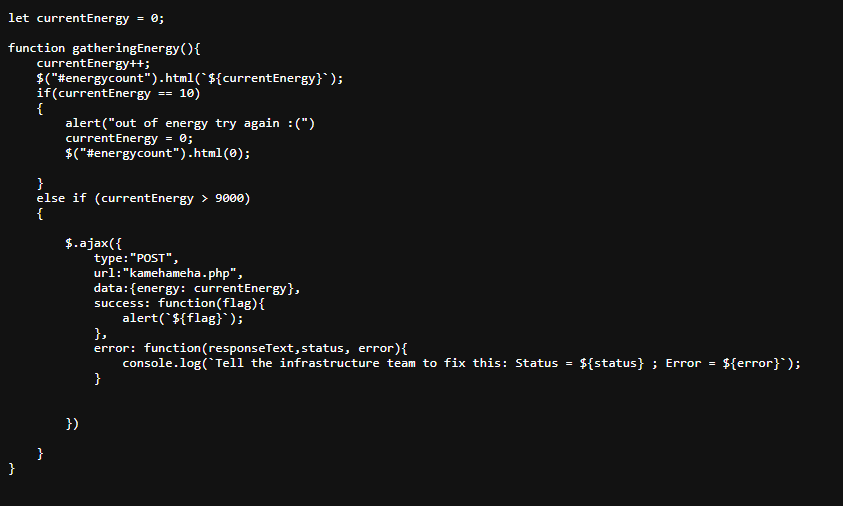 let currentEnergy = 0;
function gatheringEnergy(){
currentEnergy++;
$("#energycount").html(`${currentEnergy}`);
if(currentEnergy == 10)
{
alert("out of energy try again :(")
currentEnergy = 0;
$("#energycount").html(0);
}
else if (currentEnergy > 9000)
{
$.ajax({
type:"POST",
url:"kamehameha.php",
data:{energy: currentEnergy},
success: function(flag){
alert(`${flag}`);
},
error: function(responseText,status, error){
console.log(`Tell the infrastructure team to fix this: Status = ${status} ; Error = ${error}`);
}
})
}
}